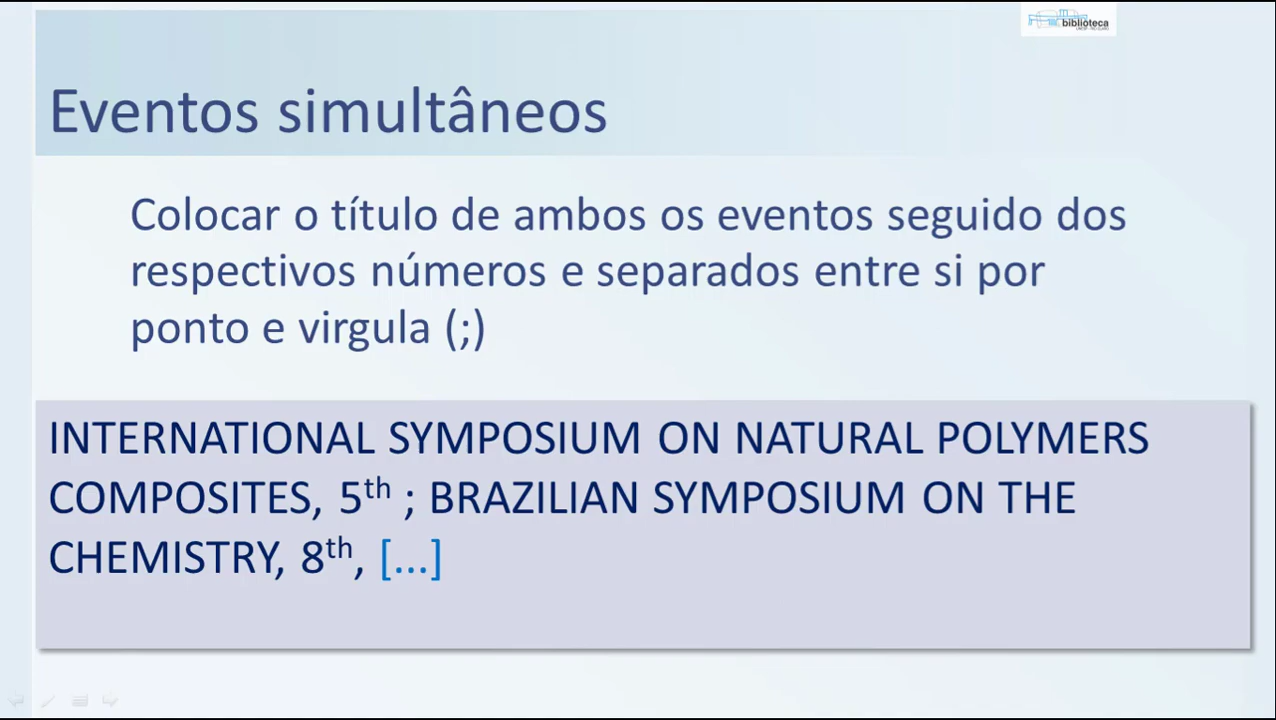 biblioteca
Eventos simultâneos
Colocar o título de ambos os eventos seguido dos
respectivos números e separados entre si por
ponto e virgula (;)
INTERNATIONAL SYMPOSIUM ON NATURAL POLYMERS
COMPOSITES, 5th ; BRAZILIAN SYMPOSIUM ON THE
CHEMISTRY, 8th, [...]